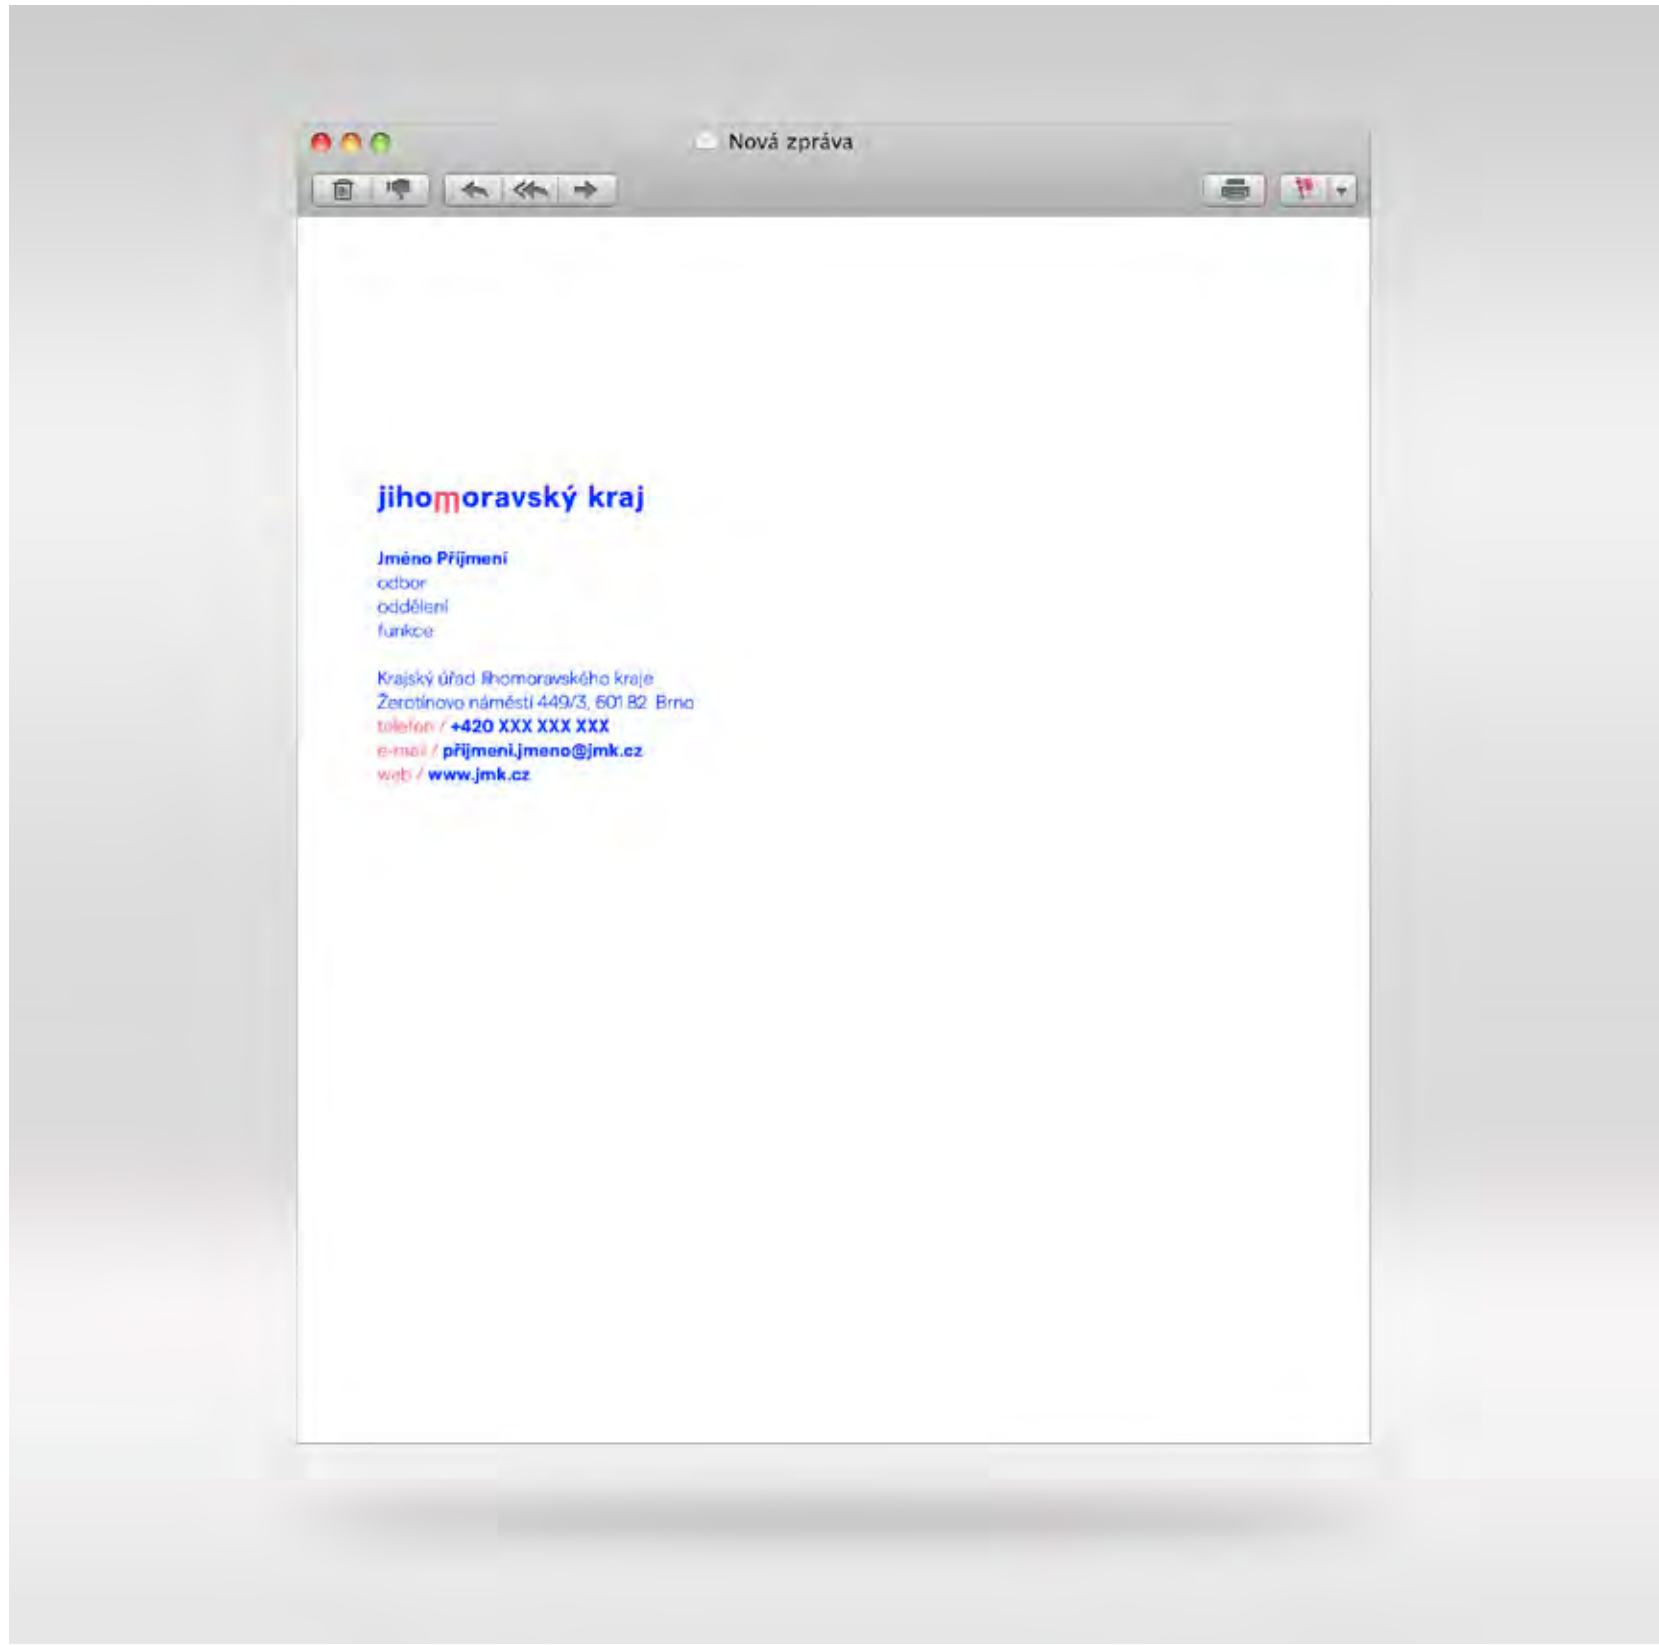 Nová zpráva
jihomoravský kraj
Jméno Příjmení
odbor
oddělení
funkce
Krajský úřad Jihomoravského kraje
Žerotínovo náměstí 449/3, 601 82 Brno
telefon / +420 XXX XXX XXX
e-mail / příjmení.jmeno@jmk.cz
web / www.jmk.cz